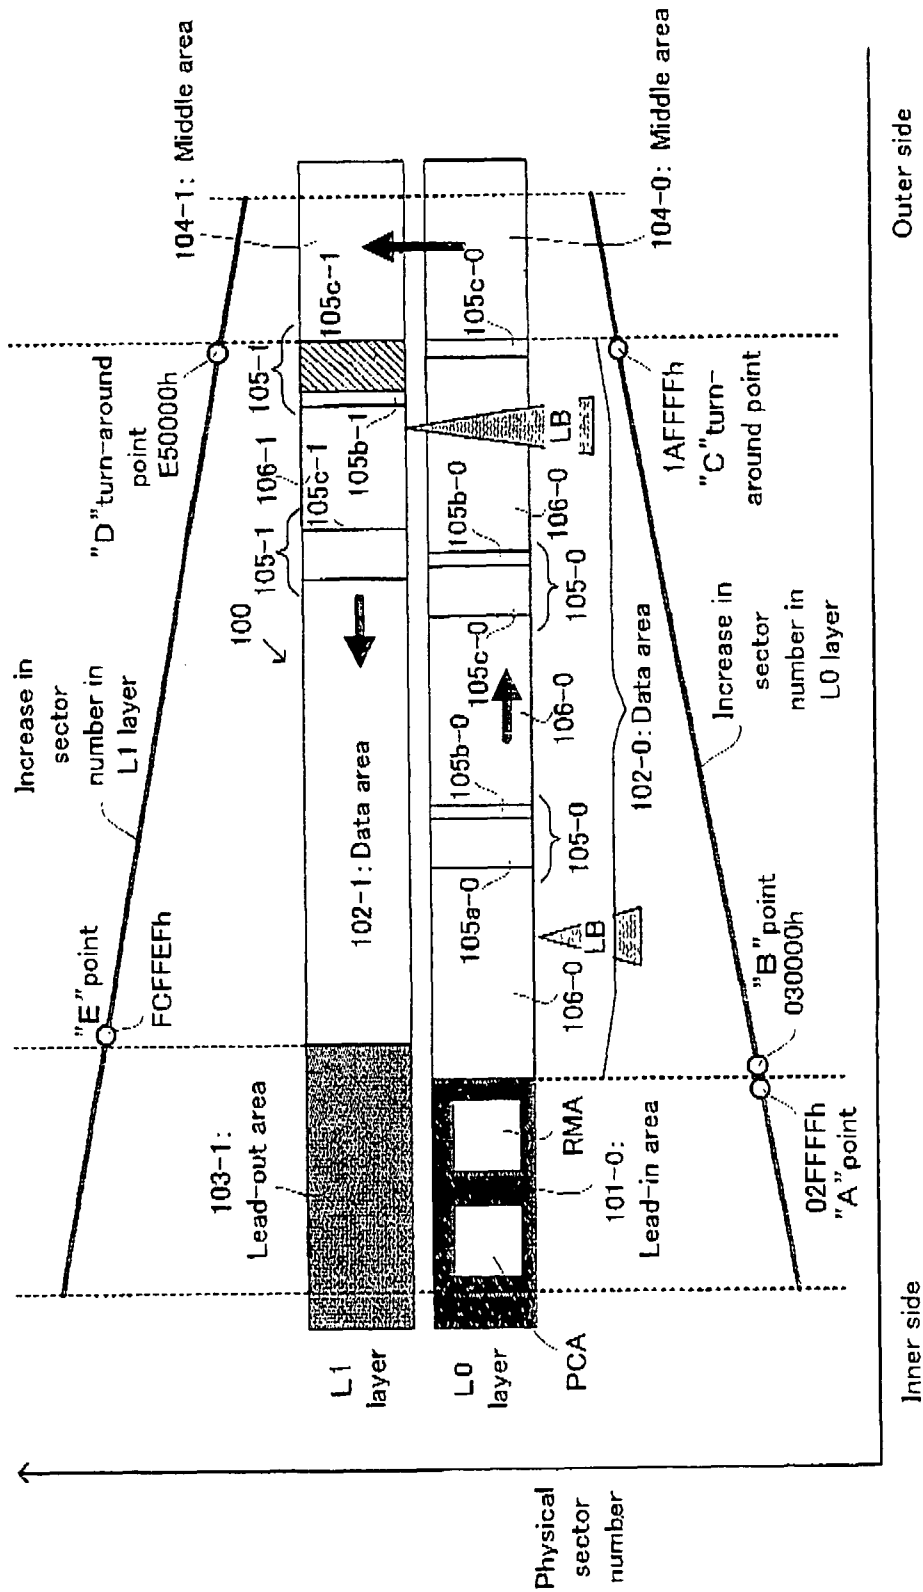 Increase in
sector
number in
L1 layer
"E" point
FCFFEFh
"D" turn-around
point
E50000h
104-1: Middle area
103-1:
Lead-out area
100
105-1
106-1
105-1
105c-1
105b-1
105c-1
L1
layer
102-1: Data area
L0
layer
105a-0
105b-0
105c-0
105b-0
105c-0
LB
LB
PCA
RMA
101-0:
Lead-in area
106-0
105-0
106-0
105-0
106-0
102-0: Data area
104-0: Middle area
02FFFFh
"A" point
"B" point
030000h
Increase in
sector
number in
L0 layer
1AFFFFh
"C" turn-
around point
Physical
sector
number
Inner side
Outer side